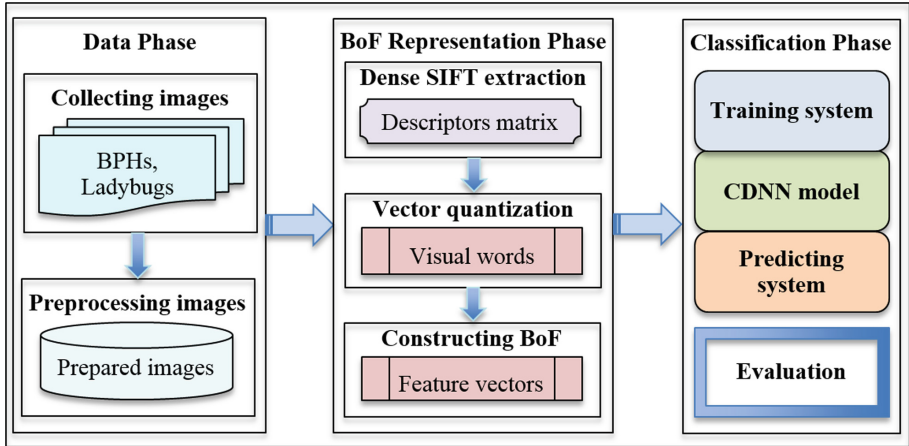 Data Phase
Collecting images
BPHs,
Ladybugs
Preprocessing images
Prepared images
BoF Representation Phase
Dense SIFT extraction
Descriptors matrix
Vector quantization
Visual words
Constructing BoF
Feature vectors
Classification Phase
Training system
CDNN model
Predicting
system
Evaluation